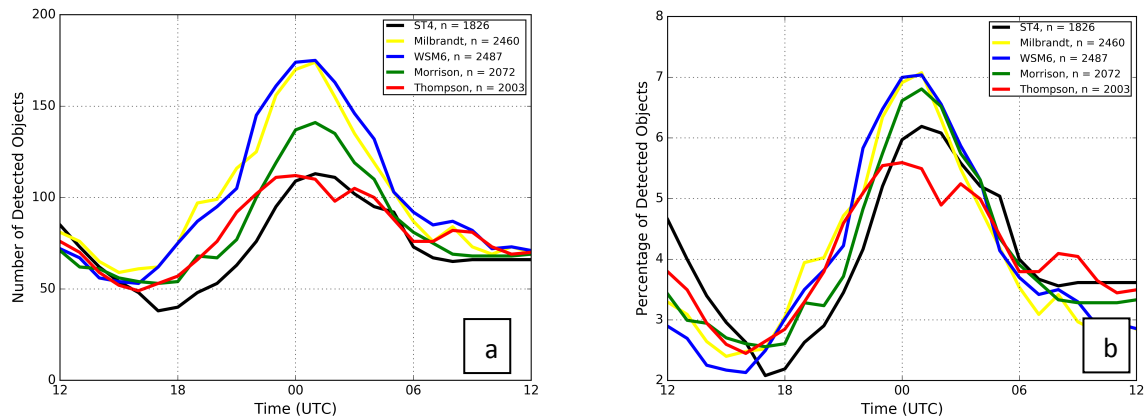 200
150
100
50
0
12
18
00
06
12
Number of Detected Objects
Time (UTC)
ST4, n = 1826
Milbrandt, n = 2460
WSM6, n = 2487
Morrison, n = 2072
Thompson, n = 2003
a
8
7
6
5
4
3
2
12
18
00
06
12
Percentage of Detected Objects
Time (UTC)
ST4, n = 1826
Milbrandt, n = 2460
WSM6, n = 2487
Morrison, n = 2072
Thompson, n = 2003
b